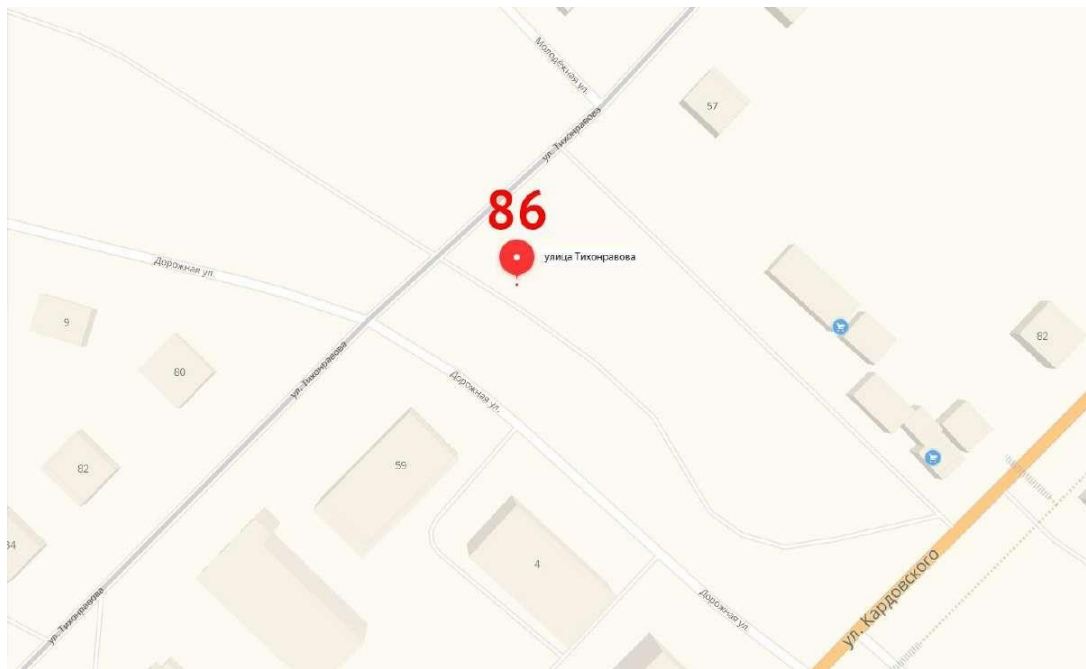 Молодёжная ул.
57
ул. Тихонравова
86
улица Тихонравова
Дорожная ул.
9
82
80
ул. Тихонравова
Дорожная ул.
59
82
34
4
ул. Кардовского
Дорожная ул.
ул. Тихонравова